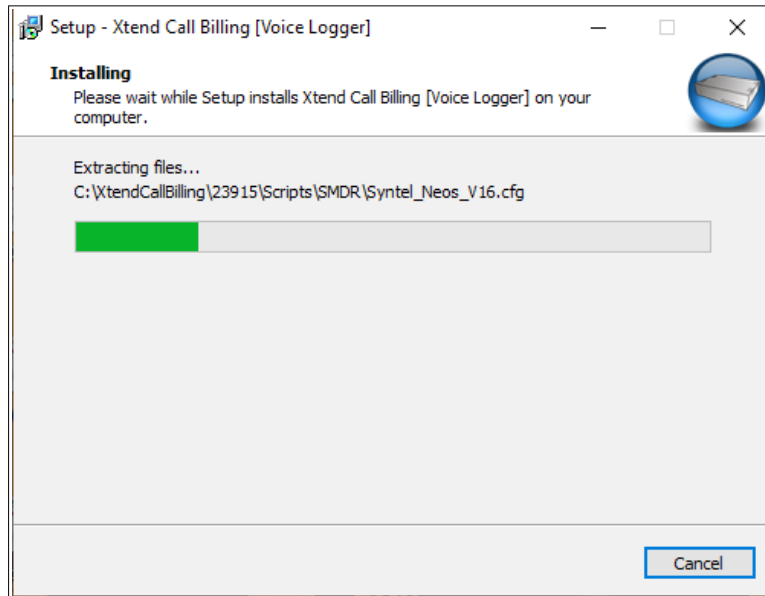 Setup - Xtend Call Billing [Voice Logger]
Installing
Please wait while Setup installs Xtend Call Billing [Voice Logger] on your
computer.
Extracting files...
C:\XtendCallBilling\23915\Scripts\SMDR\Syntel_Neos_V16.cfg
Cancel